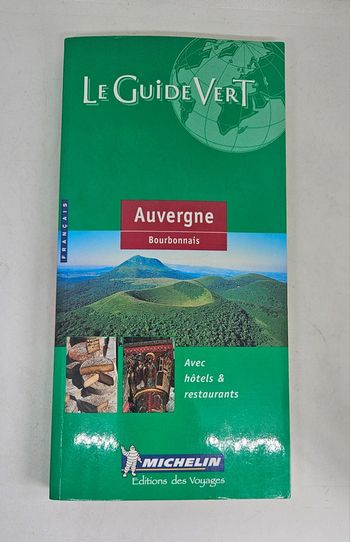 LE GUIDE VERT
FRANÇAIS
Auvergne
Bourbonnais
Avec
hôtels &
restaurants
MICHELIN
Editions des Voyages